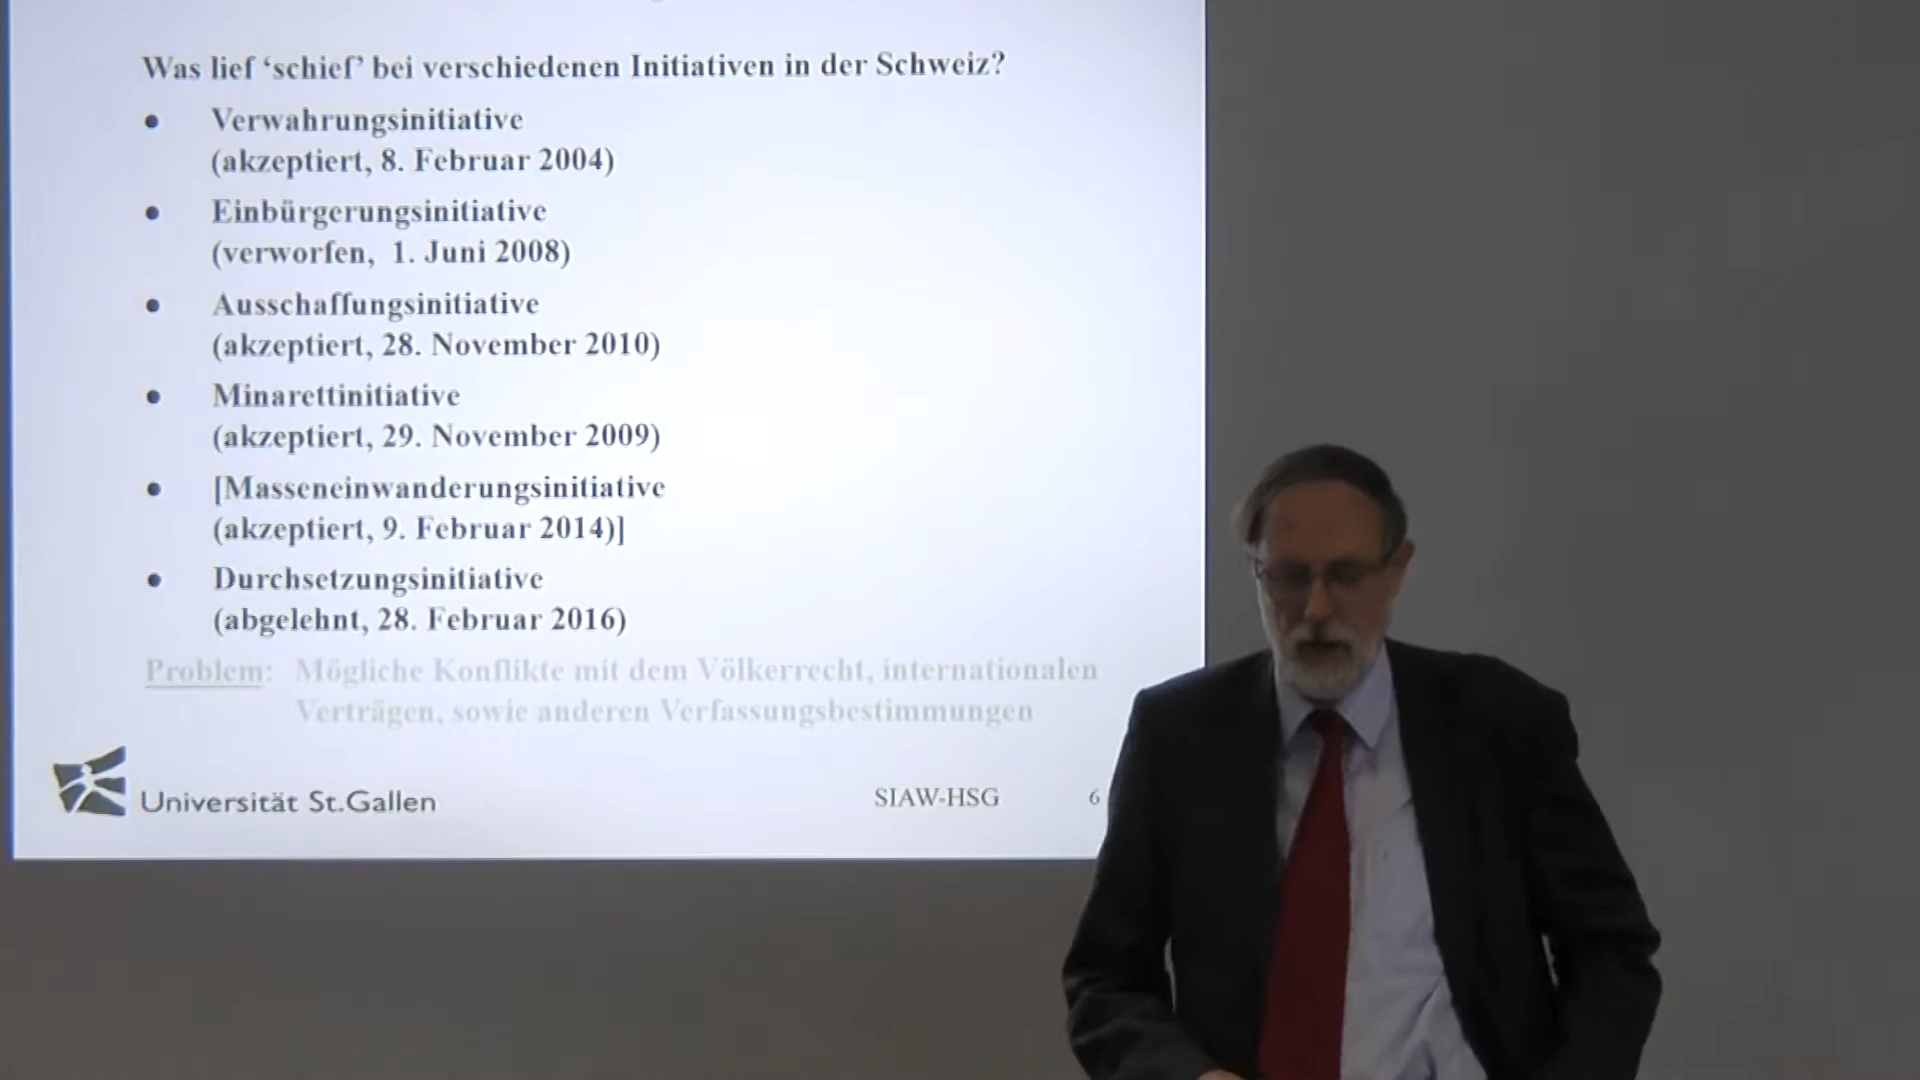 Was lief ‘schief’ bei verschiedenen Initiativen in der Schweiz?
• Verwahrungsinitiative
(akzeptiert, 8. Februar 2004)
• Einbürgerungsinitiative
(verworfen, 1. Juni 2008)
• Ausschaffungsinitiative
(akzeptiert, 28. November 2010)
• Minarettinitiative
(akzeptiert, 29. November 2009)
• [Masseneinwanderungsinitiative
(akzeptiert, 9. Februar 2014)]
• Durchsetzungsinitiative
(abgelehnt, 28. Februar 2016)
Problem: Mögliche Konflikte mit dem Völkerrecht, internationalen
Verträgen, sowie anderen Verfassungsbestimmungen
Universität St.Gallen
SIAW-HSG 6